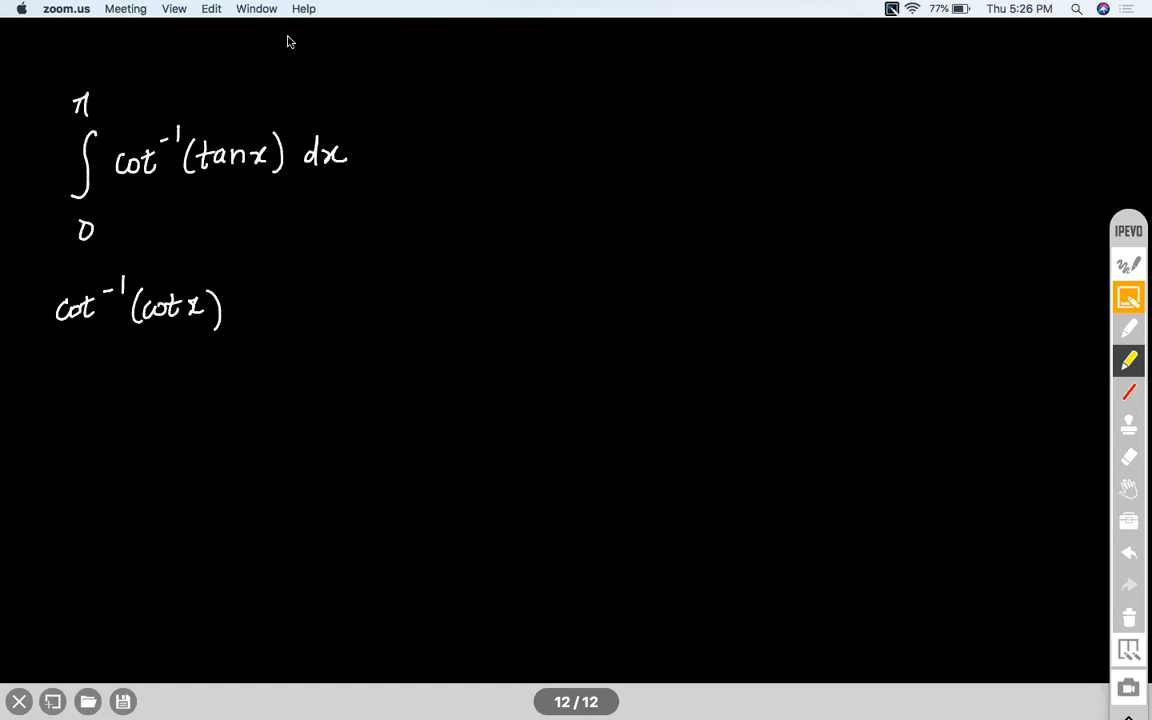 zoom.us Meeting View Edit Window Help 77% Thu 5:26 PM
π
∫ cot⁻¹(tanx) dx
0
cot⁻¹(cotx)
IPEVO
12/12